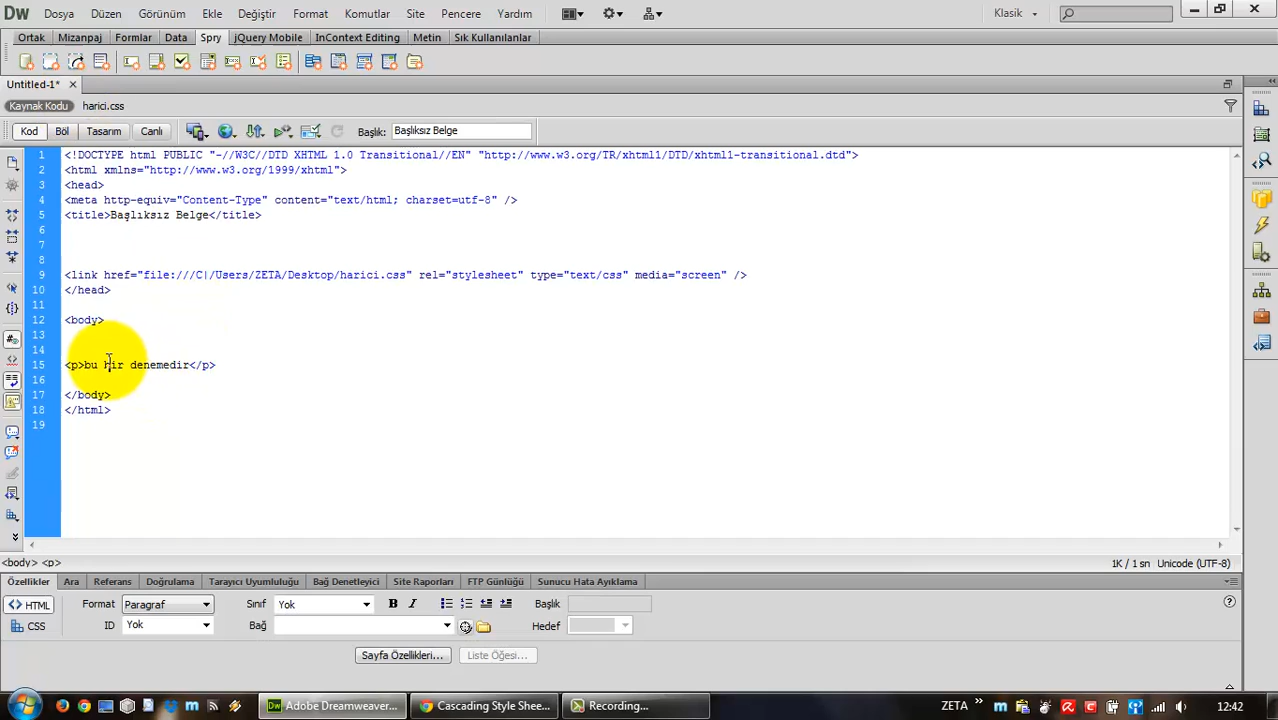 Dw Dosya Düzen Görünüm Ekle Değiştir Format Komutlar Site Pencere Yardım Klasik
Ortak Mizanpaj Formlar Data Spry jQuery Mobile InContext Editing Metin Sık Kullanılanlar
Untitled-1*
Kaynak Kodu harici.css
Kod Böl Tasarım Canlı Başlık: Başlıksız Belge
1 <!DOCTYPE html PUBLIC "-//W3C//DTD XHTML 1.0 Transitional//EN" "http://www.w3.org/TR/xhtml1/DTD/xhtml1-transitional.dtd">
2 <html xmlns="http://www.w3.org/1999/xhtml">
3 <head>
4 <meta http-equiv="Content-Type" content="text/html; charset=utf-8" />
5 <title>Başlıksız Belge</title>
6
7
8
9 <link href="file:///C|/Users/ZETA/Desktop/harici.css" rel="stylesheet" type="text/css" media="screen" />
10 </head>
11
12 <body>
13
14
15 <p>bu bir denemedir</p>
16
17 </body>
18 </html>
19
<body> <p> 1K / 1 sn Unicode (UTF-8)
Özellikler Ara Referans Doğrulama Tarayıcı Uyumluluğu Bağ Denetleyici Site Raporları FTP Günlüğü Sunucu Hata Ayıklama
<> HTML Format Paragraf Sınıf Yok B I Başlık
CSS ID Yok Bağ Hedef
Sayfa Özellikleri... Liste Öğesi...
Adobe Dreamweaver... Cascading Style Shee... Recording... ZETA 12:42